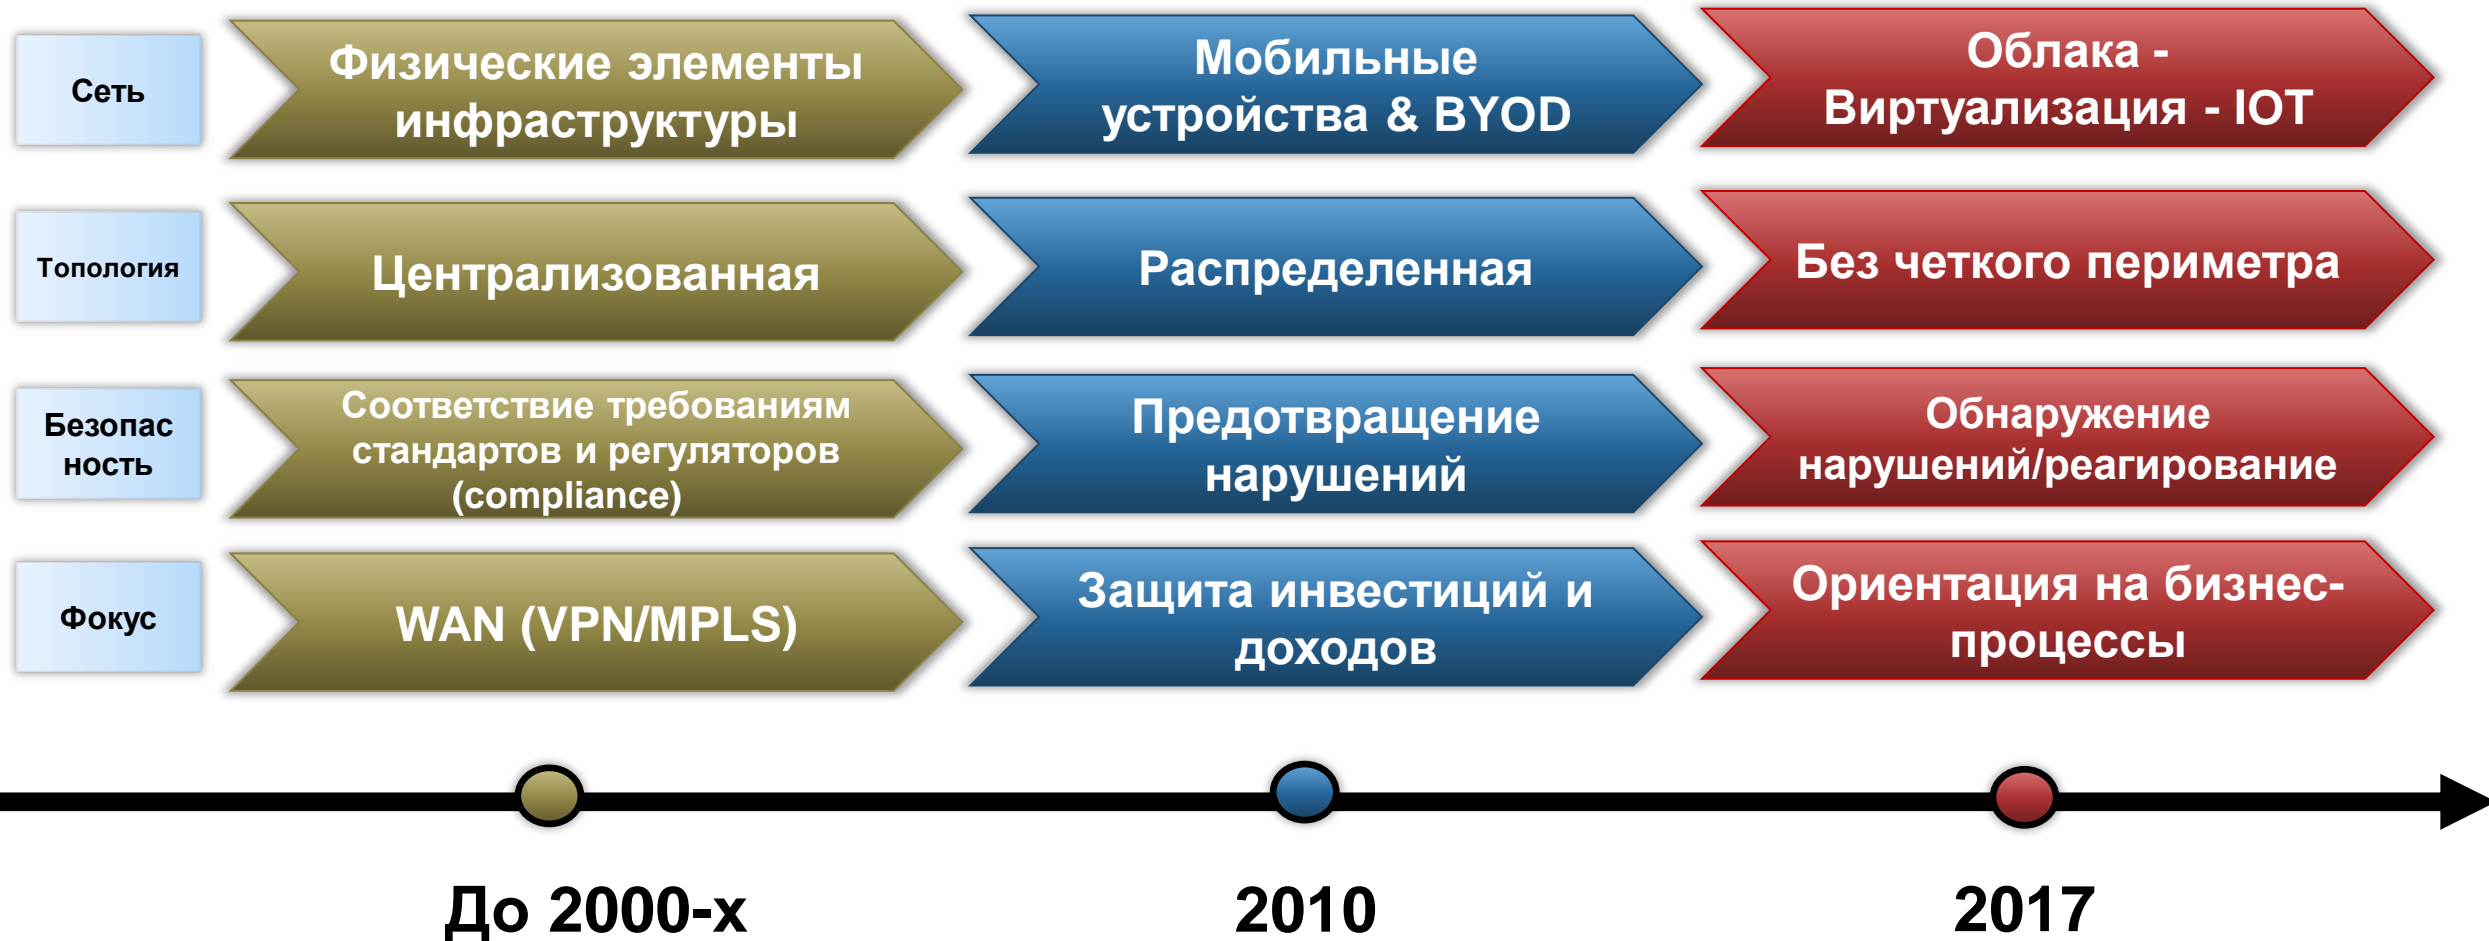 Сеть
Физические элементы
инфраструктуры
Мобильные
устройства & BYOD
Облака -
Виртуализация - IOT
Топология
Централизованная
Распределенная
Без четкого периметра
Безопас
ность
Соответствие требованиям
стандартов и регуляторов
(compliance)
Предотвращение
нарушений
Обнаружение
нарушений/реагирование
Фокус
WAN (VPN/MPLS)
Защита инвестиций и
доходов
Ориентация на бизнес-
процессы
До 2000-х
2010
2017